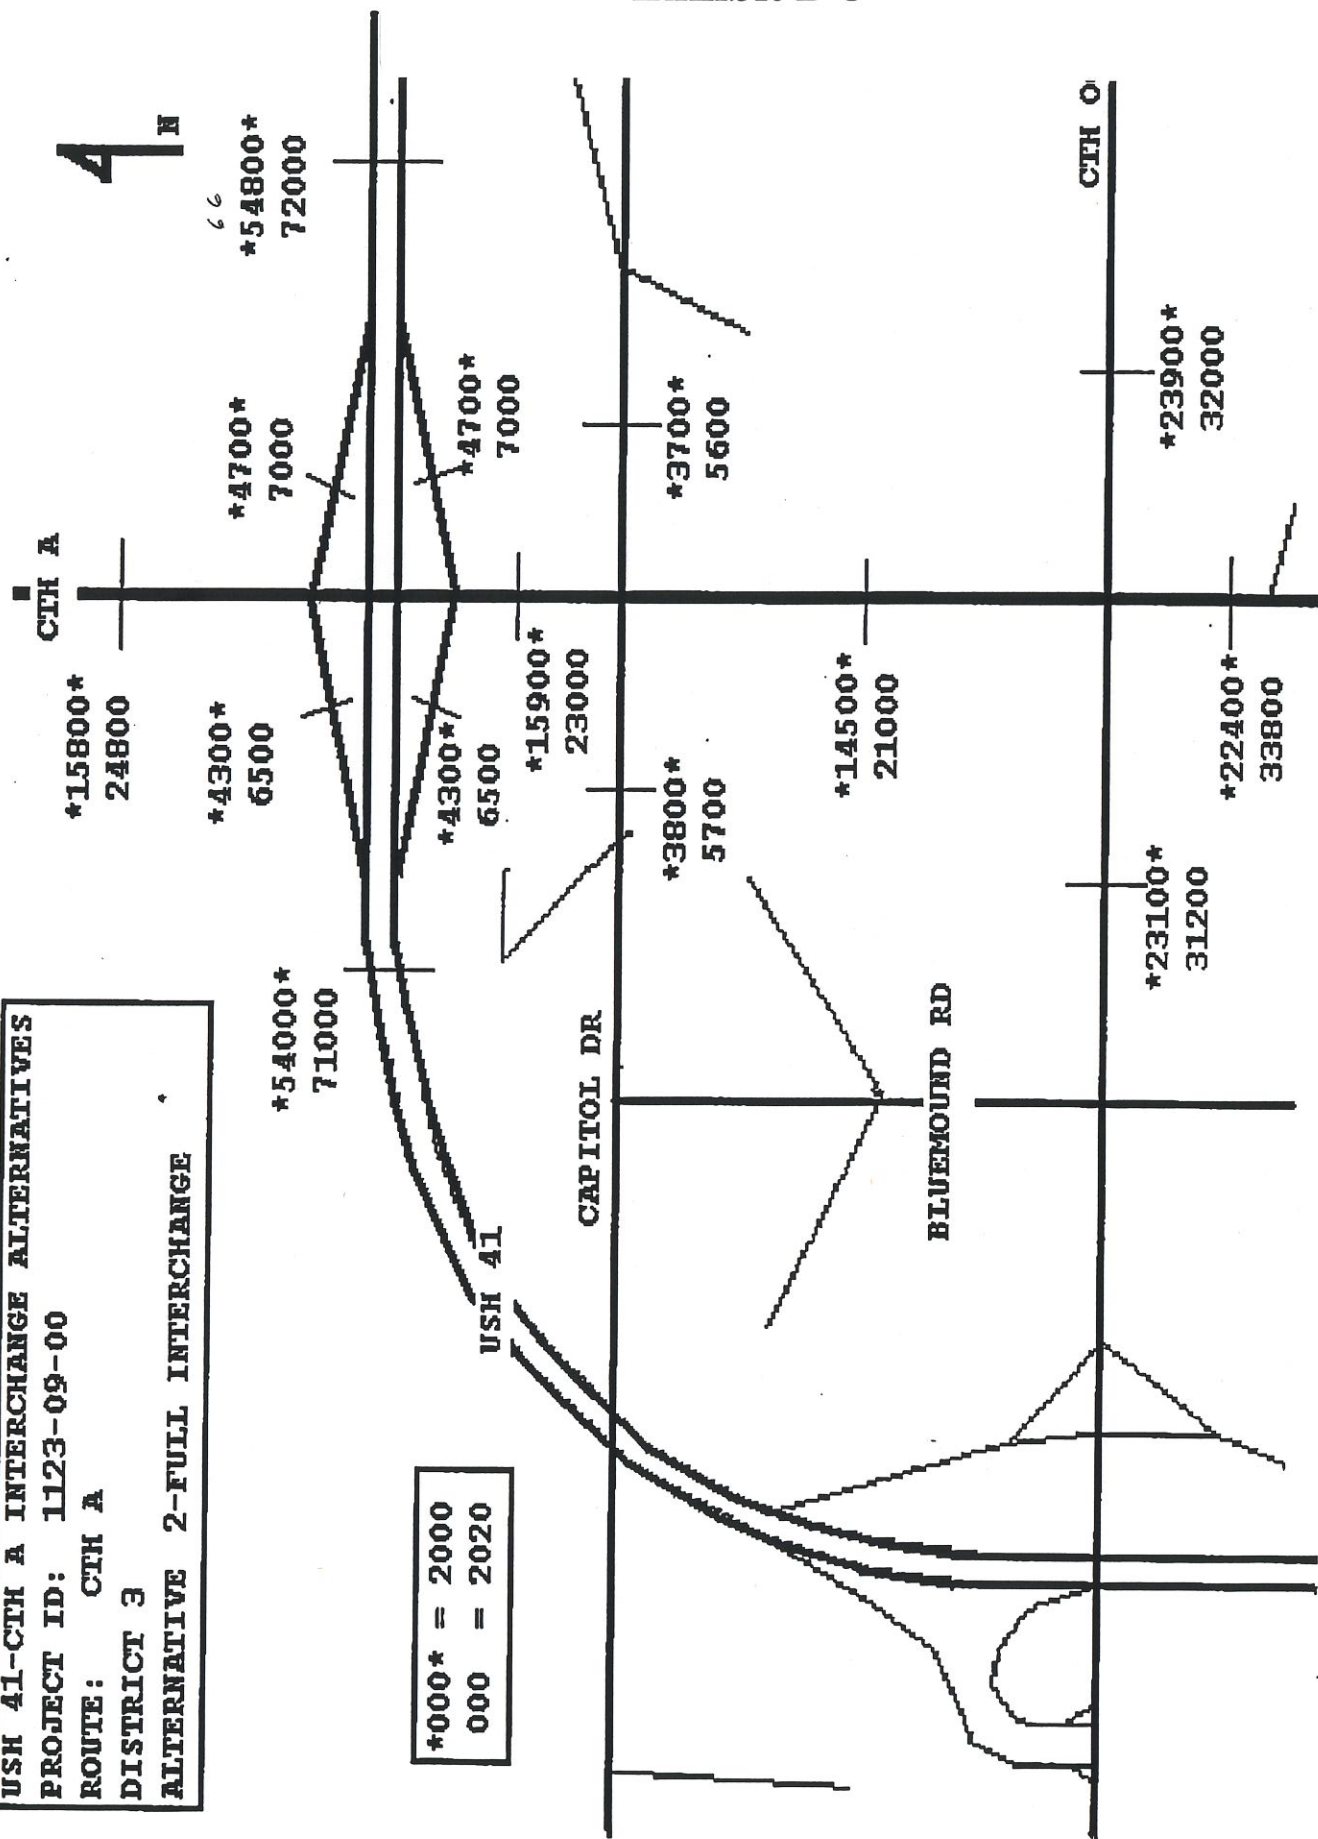 USH 41-CTH A INTERCHANGE ALTERNATIVES
PROJECT ID: 1123-09-00
ROUTE: CTH A
DISTRICT 3
ALTERNATIVE 2-FULL INTERCHANGE
*000* = 2000
000 = 2020
N
CTH A
*15800*
24800
66
*54800*
72000
*4700*
7000
*4300*
6500
*54000*
71000
*4700*
7000
*4300*
6500
USH 41
*15900*
23000
CAPITOL DR
*3700*
5600
*3800*
5700
*14500*
21000
BLUEMOUND RD
CTH O
*23900*
32000
*23100*
31200
*22400*
33800